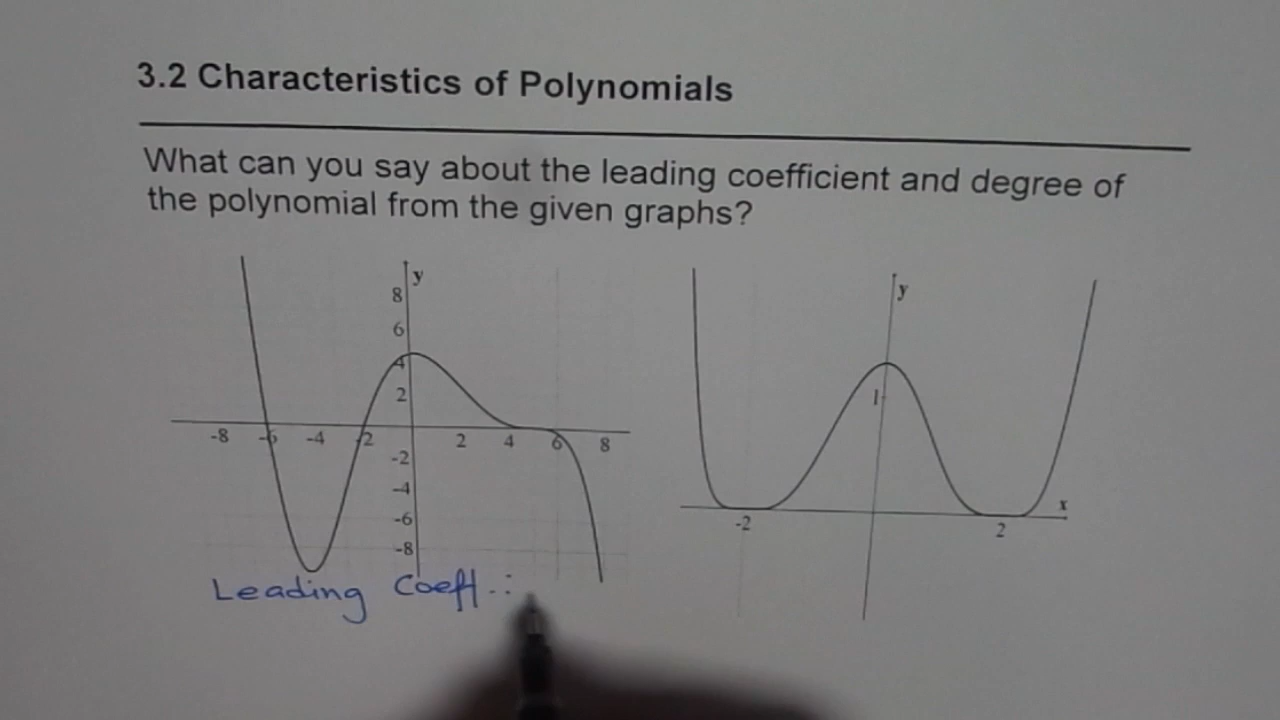 3.2 Characteristics of Polynomials
What can you say about the leading coefficient and degree of
the polynomial from the given graphs?
y
8
6
4
2
-8 -6 -4 -2 2 4 6 8
-2
-4
-6
-8
y
1
x
-2 2
Leading Coeff.: